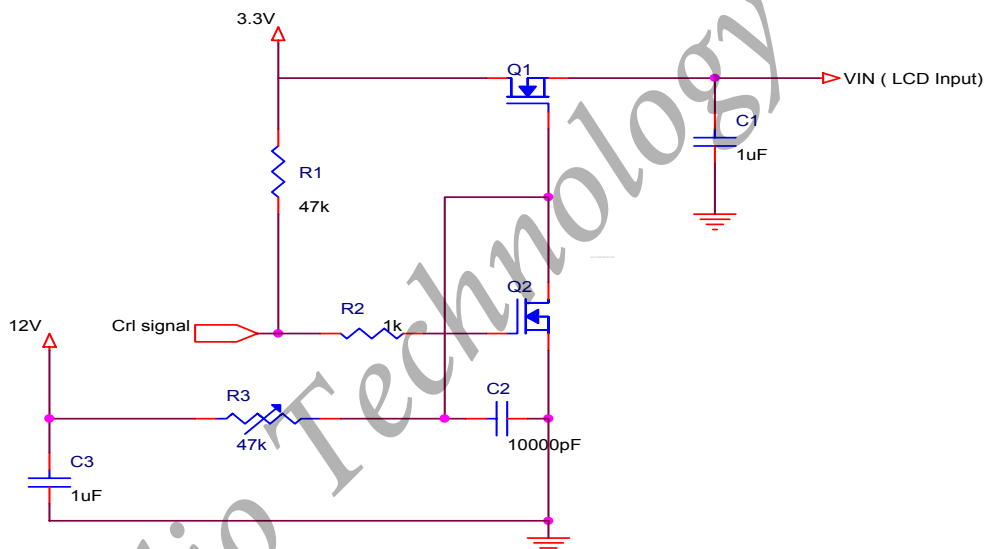 3.3V
Q1
VIN ( LCD Input)
C1
1uF
R1
47k
Q2
R2
1k
12V
Crl signal
R3
47k
C2
10000pF
C3
1uF
Technology